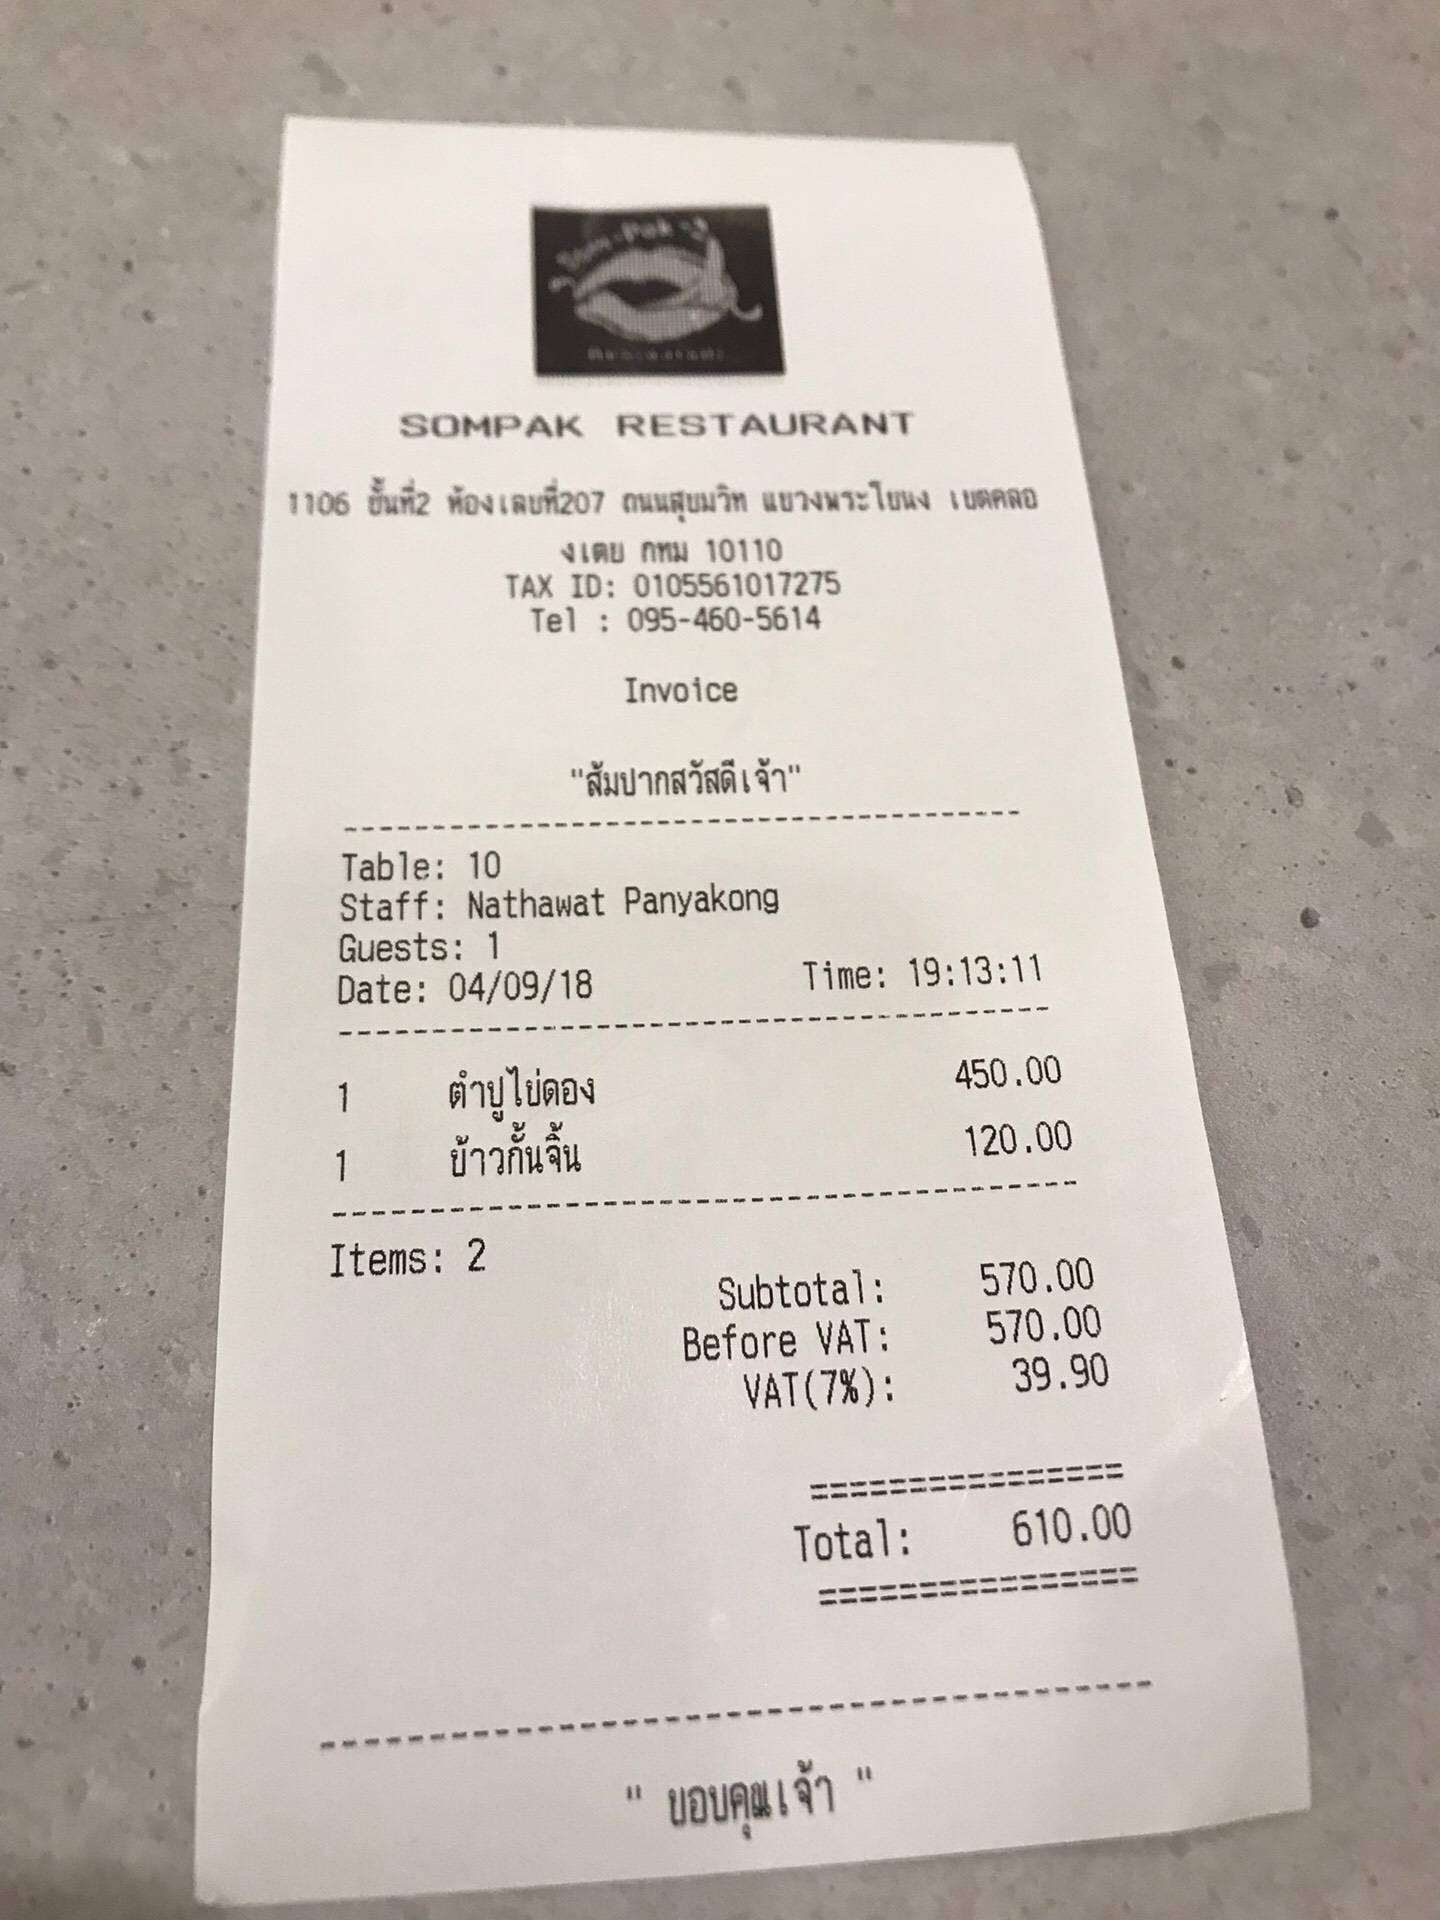 Som-Pak-2
Restaurant
SOMPAK RESTAURANT
1106 ชั้นที่2 ห้องเลขที่207 ถนนสุขุมวิท แขวงพระโขนง เขตคลอ
งเตย กทม 10110
TAX ID: 0105561017275
Tel : 095-460-5614
Invoice
"ส้มปากสวัสดีเจ้า"
Table: 10
Staff: Nathawat Panyakong
Guests: 1
Date: 04/09/18 Time: 19:13:11
1 ตำปูไข่ดอง 450.00
1 ข้าวกั้นจิ้น 120.00
Items: 2
Subtotal: 570.00
Before VAT: 570.00
VAT(7%): 39.90
Total: 610.00
" ขอบคุณเจ้า "